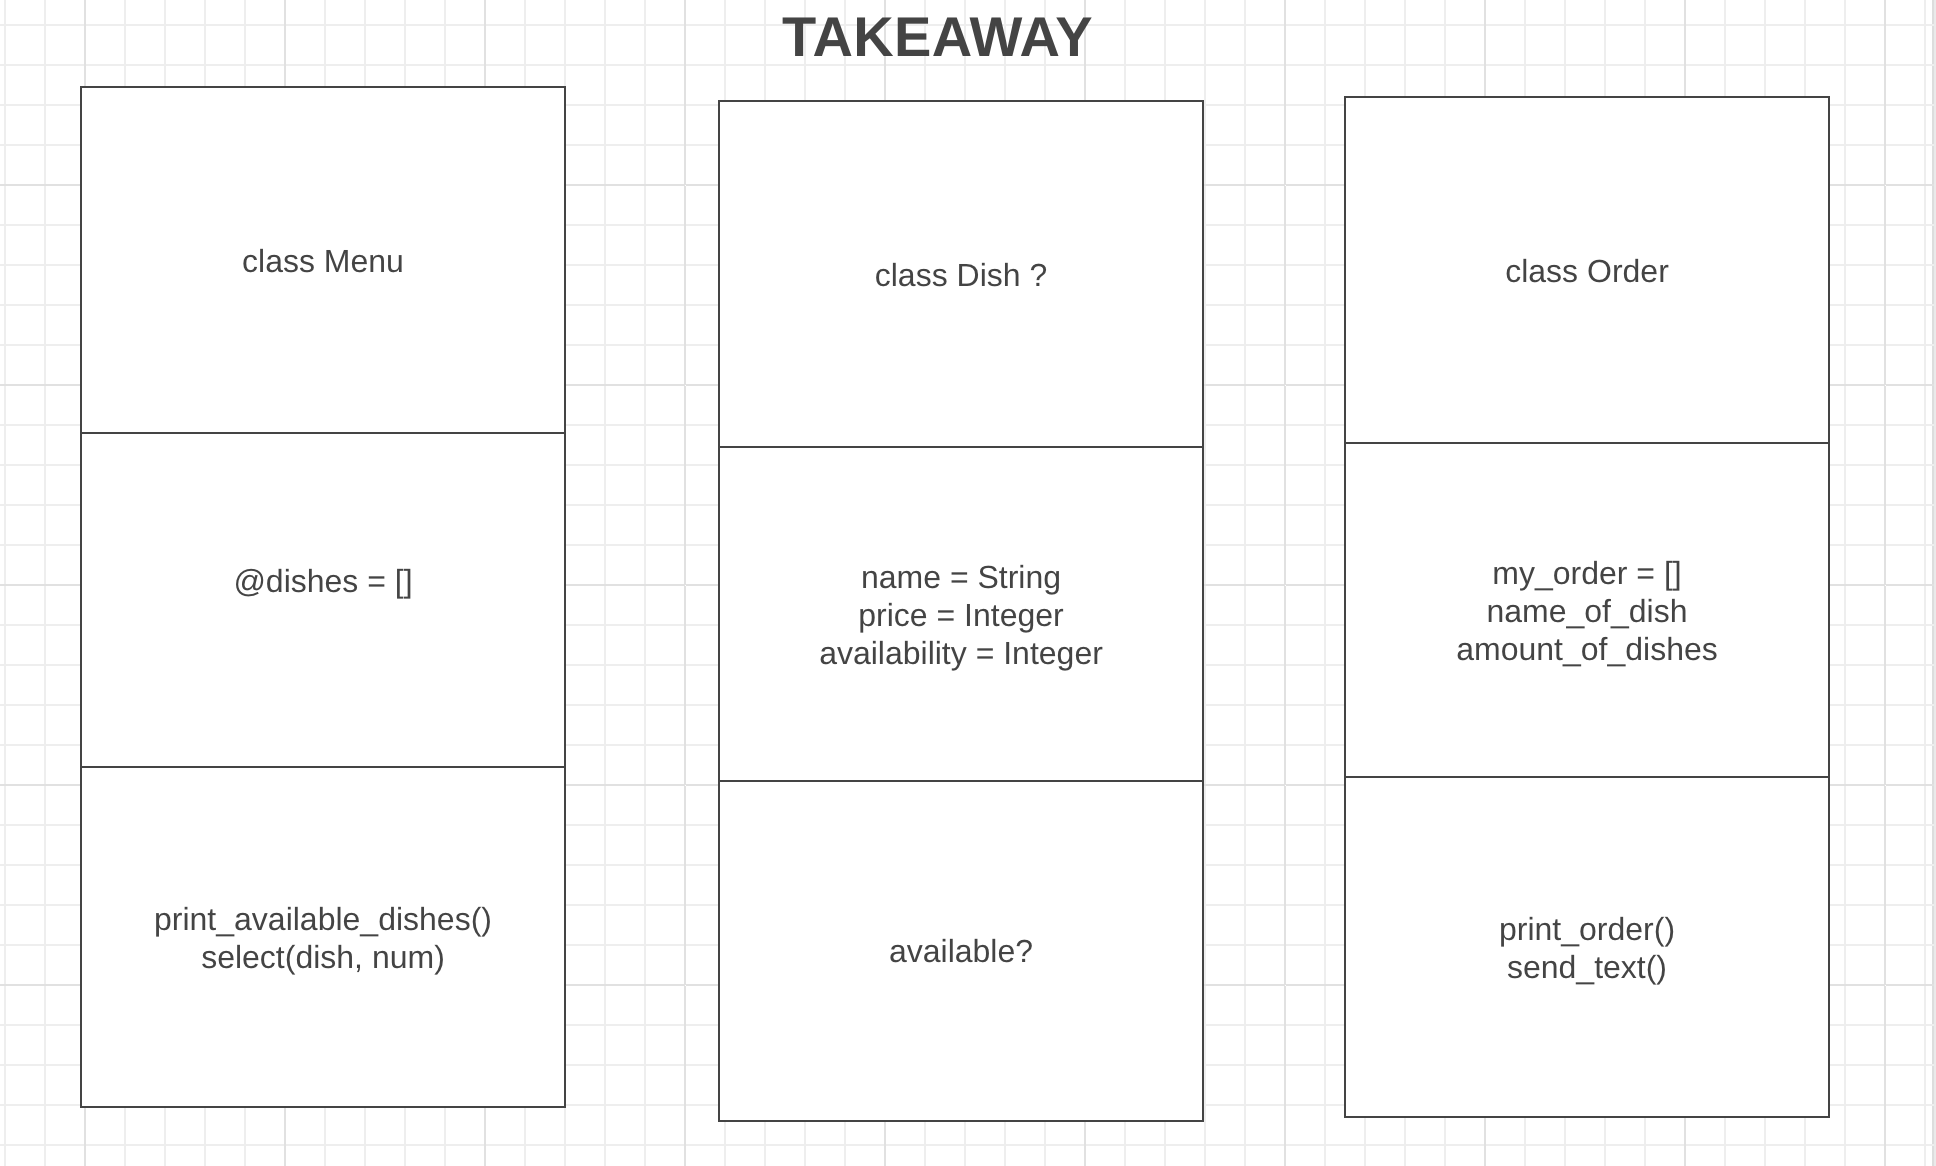 TAKEAWAY
class Menu
@dishes = []
print_available_dishes()
select(dish, num)
class Dish ?
name = String
price = Integer
availability = Integer
available?
class Order
my_order = []
name_of_dish
amount_of_dishes
print_order()
send_text()